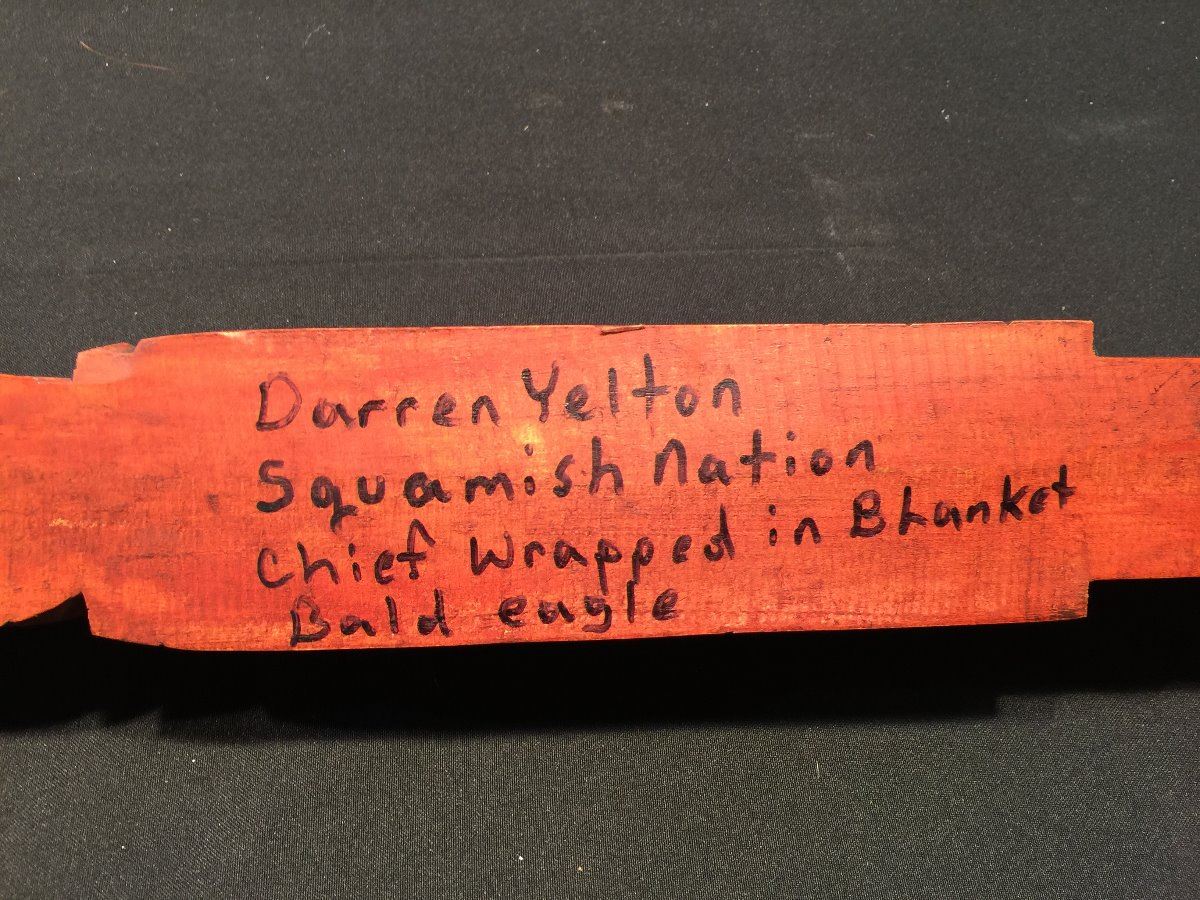 Darren Yelton
Squamish Nation
Chief Wrapped in Blanket
Bald eagle